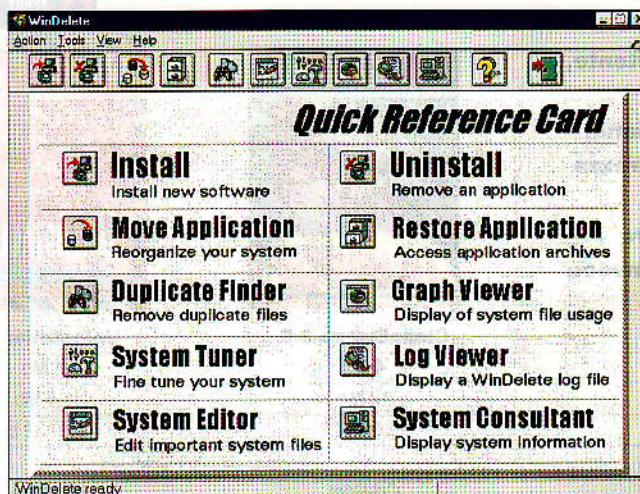 WinDelete
Action Tools View Help
Quick Reference Card
Install
Install new software
Uninstall
Remove an application
Move Application
Reorganize your system
Restore Application
Access application archives
Duplicate Finder
Remove duplicate files
Graph Viewer
Display of system file usage
System Tuner
Fine tune your system
Log Viewer
Display a WinDelete log file
System Editor
Edit important system files
System Consultant
Display system information
WinDelete ready